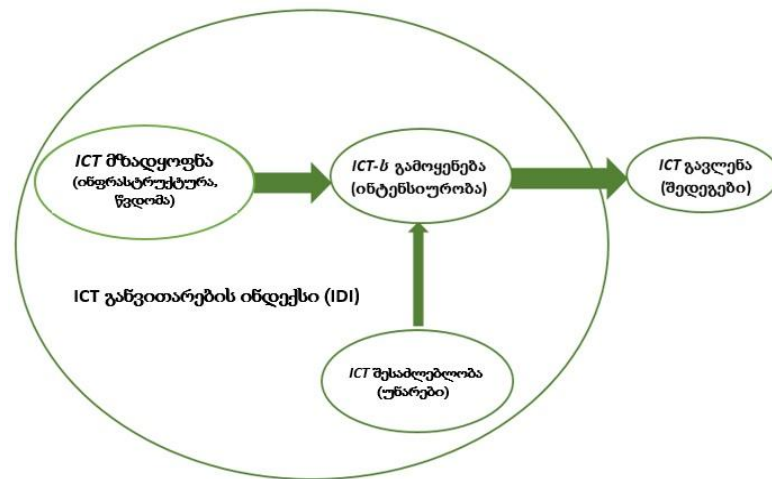 ICT მზადყოფნა
(ინფრასტრუქტურა,
წვდომა)
ICT-ს გამოყენება
(ინტენსიურობა)
ICT გავლენა
(შედეგები)
ICT განვითარების ინდექსი (IDI)
ICT შესაძლებლობა
(უნარები)